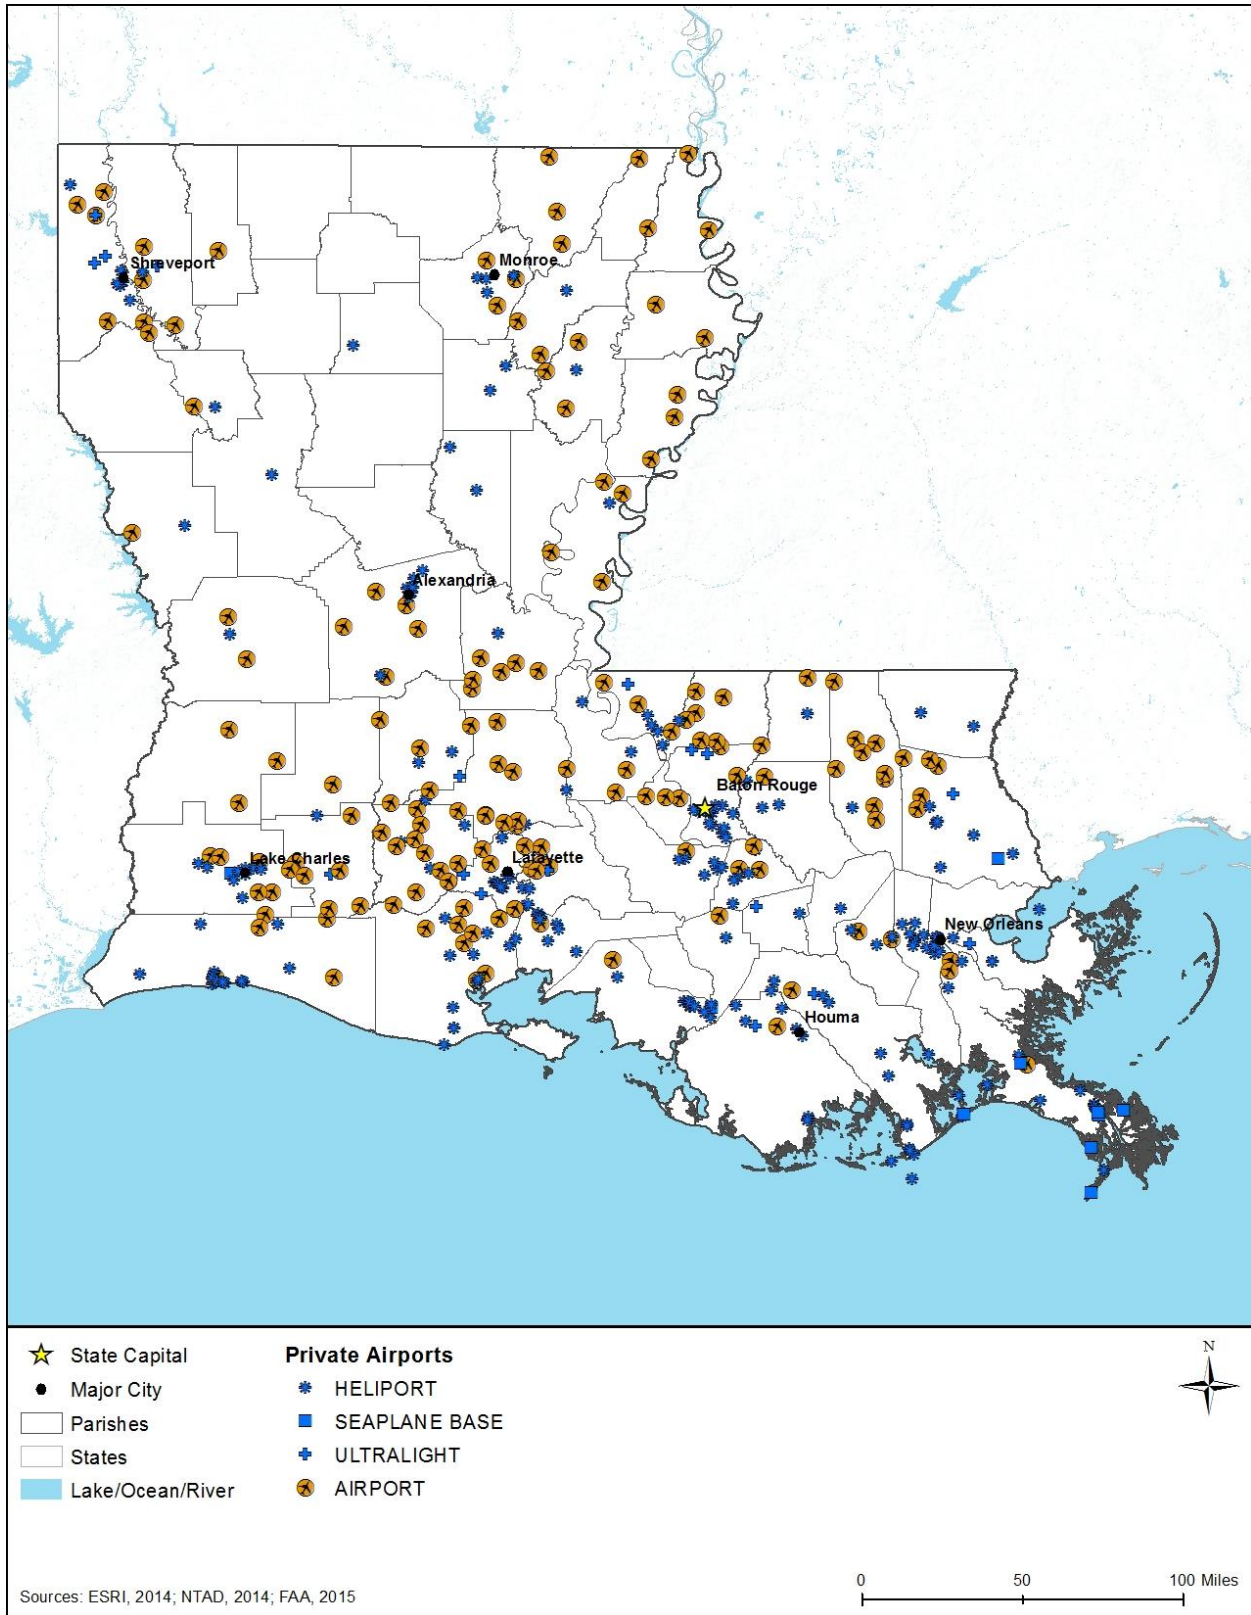 Shreveport
Monroe
Alexandria
Baton Rouge
Lake Charles
Lafayette
New Orleans
Houma
State Capital
Major City
Parishes
States
Lake/Ocean/River
Private Airports
HELIPORT
SEAPLANE BASE
ULTRALIGHT
AIRPORT
N
Sources: ESRI, 2014; NTAD, 2014; FAA, 2015
0 50 100 Miles